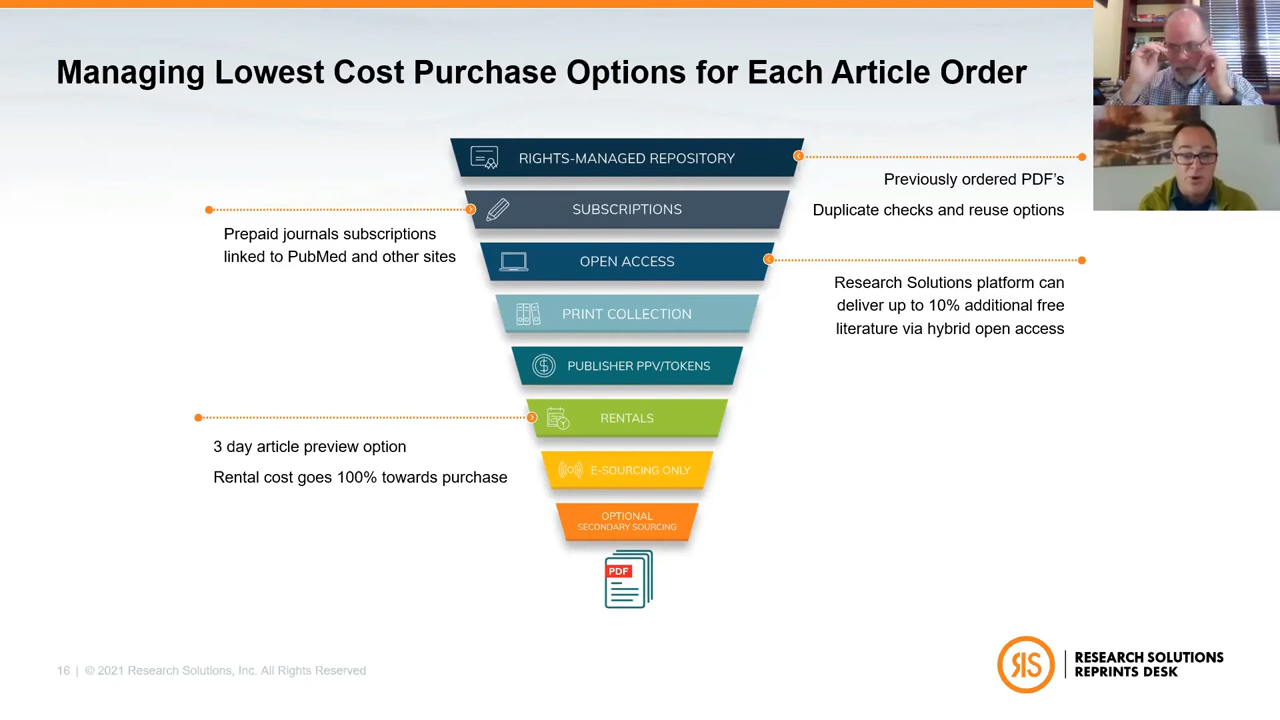 Managing Lowest Cost Purchase Options for Each Article Order
RIGHTS-MANAGED REPOSITORY
Previously ordered PDF’s
Duplicate checks and reuse options
SUBSCRIPTIONS
Prepaid journals subscriptions
linked to PubMed and other sites
OPEN ACCESS
Research Solutions platform can
deliver up to 10% additional free
literature via hybrid open access
PRINT COLLECTION
PUBLISHER PPV/TOKENS
RENTALS
3 day article preview option
Rental cost goes 100% towards purchase
E-SOURCING ONLY
OPTIONAL
SECONDARY SOURCING
PDF
16 | © 2021 Research Solutions, Inc. All Rights Reserved
RS
RESEARCH SOLUTIONS
REPRINTS DESK